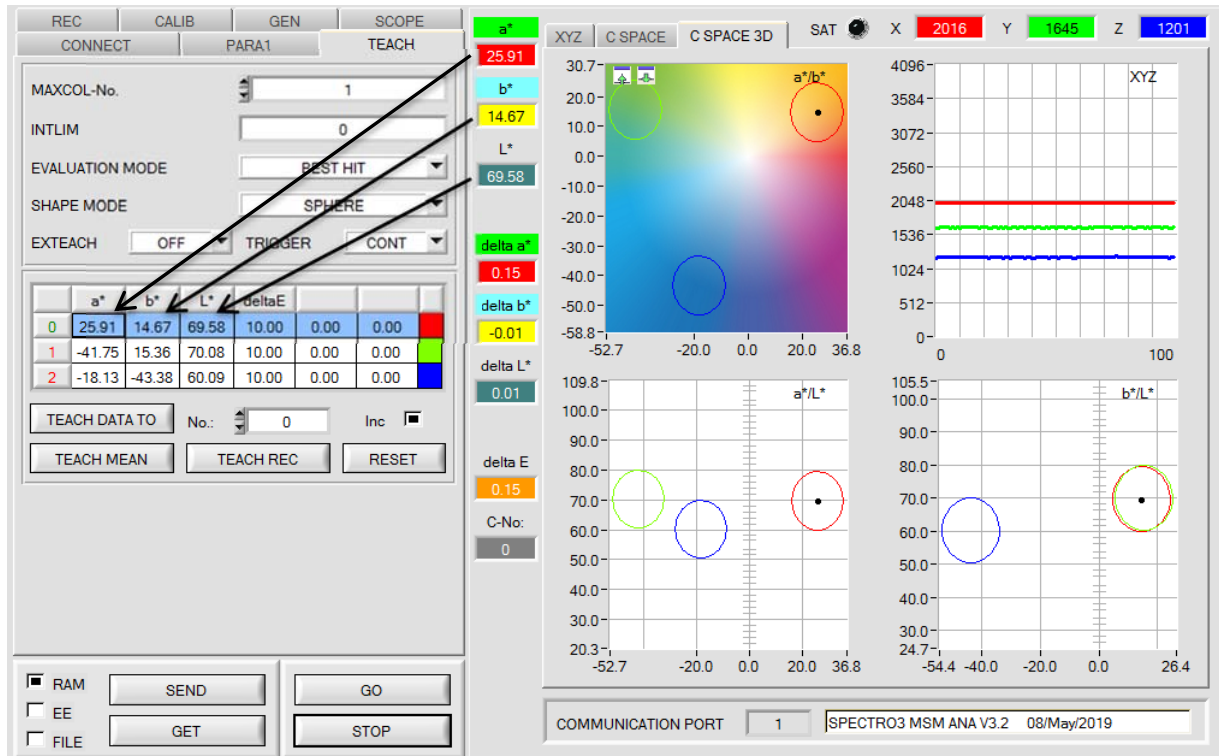 REC CALIB GEN SCOPE
CONNECT PARA1 TEACH
MAXCOL-No. 1
INTLIM 0
EVALUATION MODE BEST HIT
SHAPE MODE SPHERE
EXTEACH OFF TRIGGER CONT
a* b* L* deltaE
0 25.91 14.67 69.58 10.00 0.00 0.00
1 -41.75 15.36 70.08 10.00 0.00 0.00
2 -18.13 -43.38 60.09 10.00 0.00 0.00
TEACH DATA TO No.: 0 Inc
TEACH MEAN TEACH REC RESET
RAM SEND GO
EE
FILE GET STOP
a*
25.91
b*
14.67
L*
69.58
delta a*
0.15
delta b*
-0.01
delta L*
0.01
delta E
0.15
C-No:
0
XYZ C SPACE C SPACE 3D SAT X 2016 Y 1645 Z 1201
a*/b*
30.7
20.0
10.0
0.0
-10.0
-20.0
-30.0
-40.0
-50.0
-58.8
-52.7 -20.0 0.0 20.0 36.8
XYZ
4096
3584
3072
2560
2048
1536
1024
512
0
0 100
a*/L*
109.8
100.0
90.0
80.0
70.0
60.0
50.0
40.0
30.0
20.3
-52.7 -20.0 0.0 20.0 36.8
b*/L*
105.5
100.0
90.0
80.0
70.0
60.0
50.0
40.0
30.0
24.7
-54.4 -40.0 -20.0 0.0 26.4
COMMUNICATION PORT 1 SPECTRO3 MSM ANA V3.2 08/May/2019